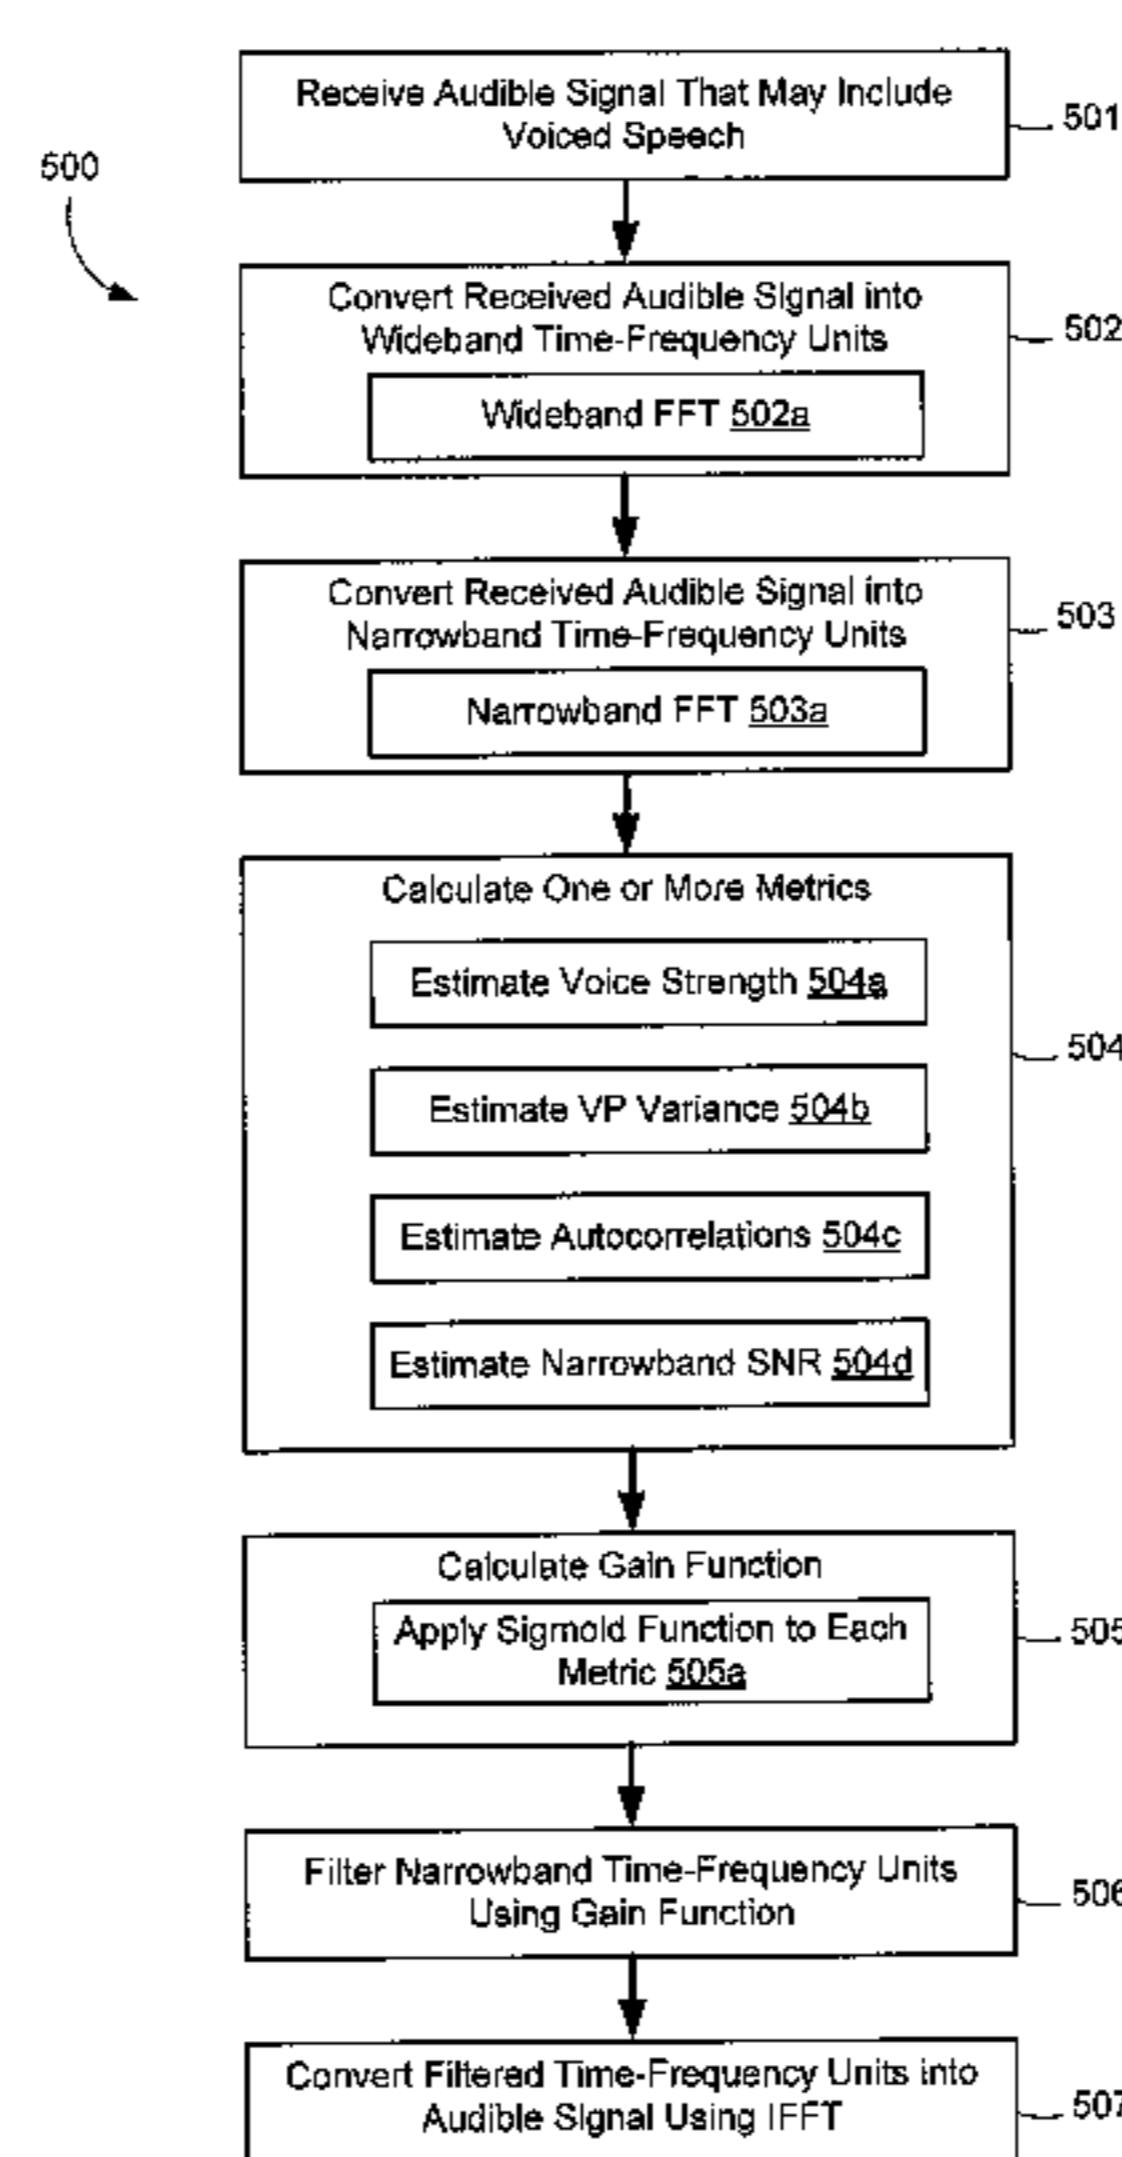 Receive Audible Signal That May Include
Voiced Speech
501
500
Convert Received Audible Signal into
Wideband Time-Frequency Units
502
Wideband FFT 502a
Convert Received Audible Signal into
Narrowband Time-Frequency Units
503
Narrowband FFT 503a
Calculate One or More Metrics
Estimate Voice Strength 504a
504
Estimate VP Variance 504b
Estimate Autocorrelations 504c
Estimate Narrowband SNR 504d
Calculate Gain Function
Apply Sigmoid Function to Each
Metric 505a
505
Filter Narrowband Time-Frequency Units
Using Gain Function
506
Convert Filtered Time-Frequency Units into
Audible Signal Using IFFT
507